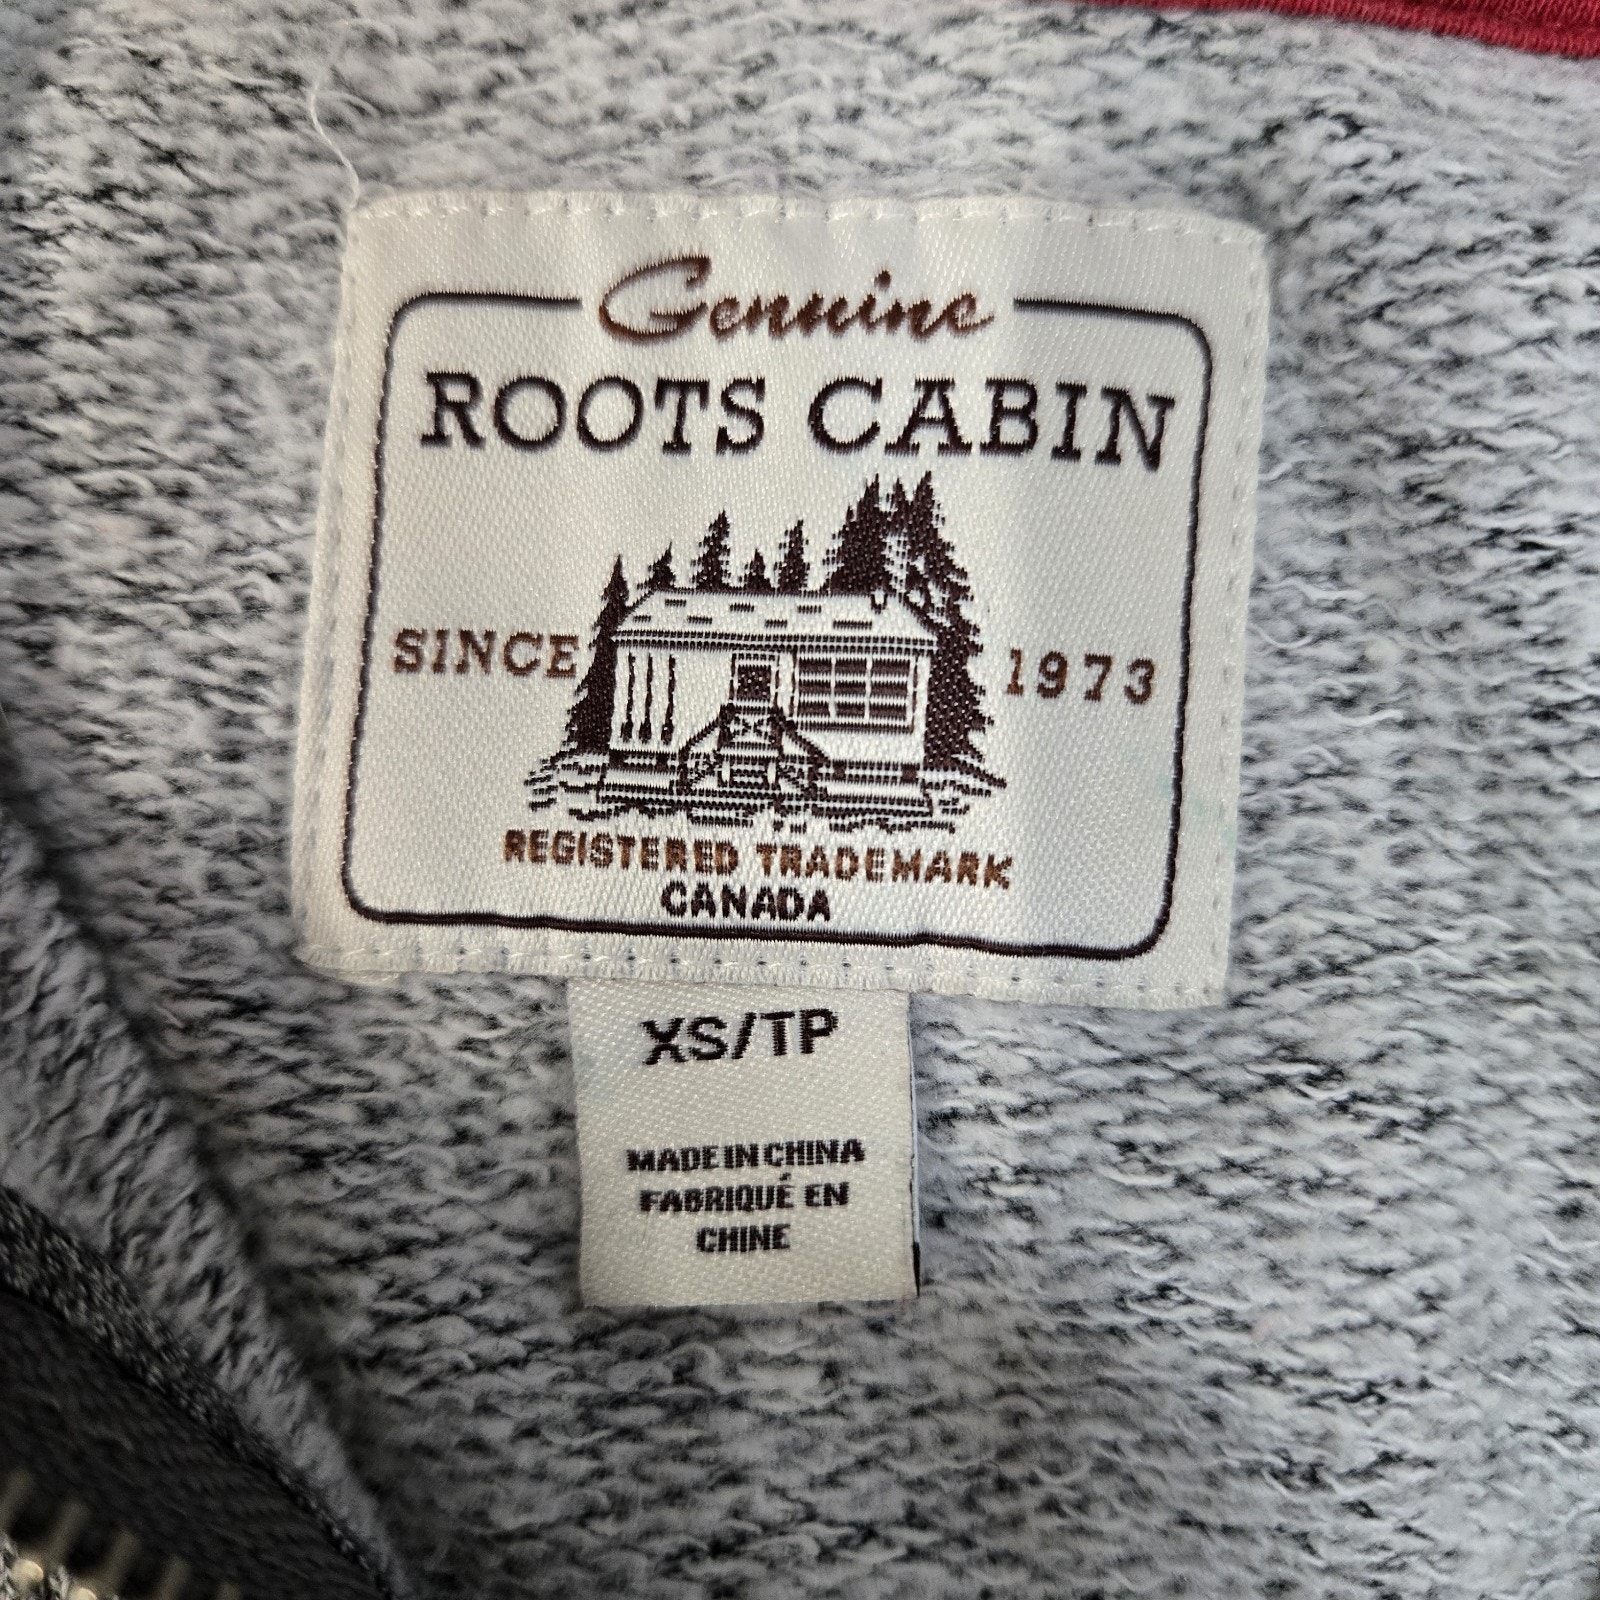 Genuine
ROOTS CABIN
SINCE 1973
REGISTERED TRADEMARK
CANADA
XS/TP
MADE IN CHINA
FABRIQUÉ EN
CHINE